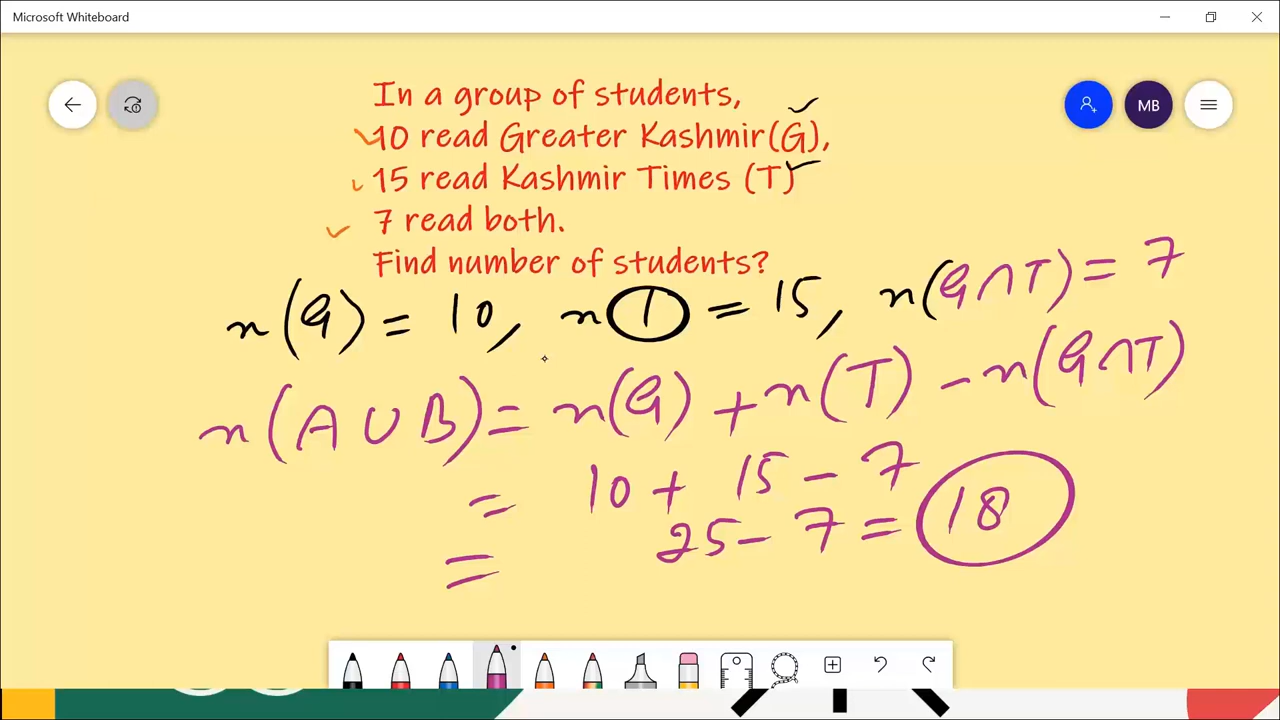 Microsoft Whiteboard
MB
In a group of students,
10 read Greater Kashmir(G),
15 read Kashmir Times (T)
7 read both.
Find number of students?
n(G) = 10, n(T) = 15, n(G∩T) = 7
n(A∪B) = n(G) + n(T) - n(G∩T)
= 10 + 15 - 7
= 25 - 7 = 18